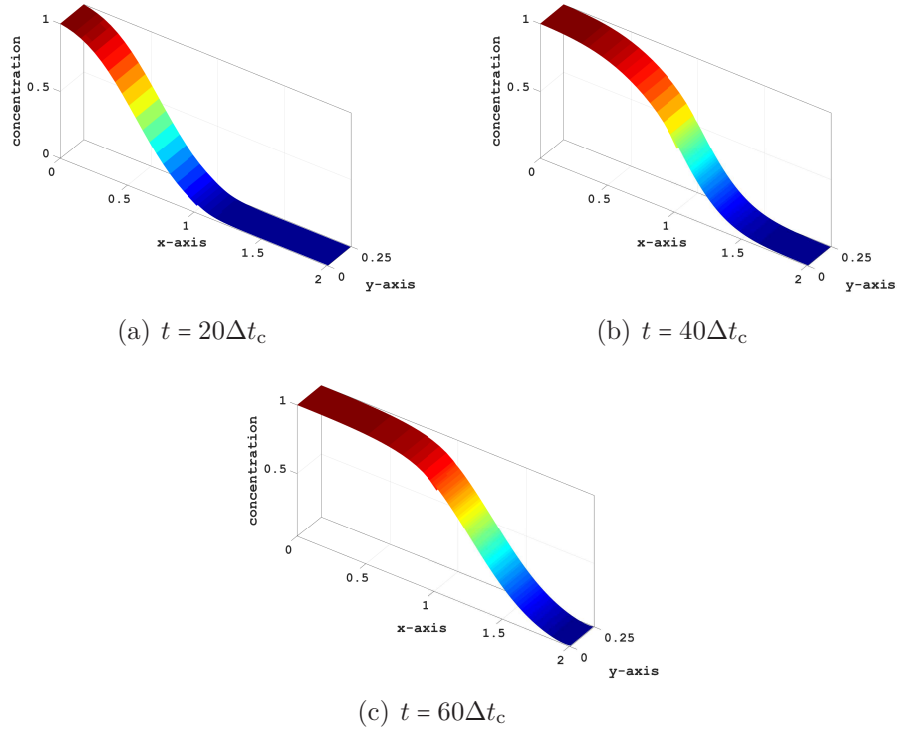 1
0.5
0
concentration
0
0.5
1
1.5
2
x-axis
0
0.25
y-axis
(a) t = 20Δt_c
1
0.5
0
concentration
0
0.5
1
1.5
2
x-axis
0
0.25
y-axis
(b) t = 40Δt_c
1
0.5
concentration
0
0.5
1
1.5
2
x-axis
0
0.25
y-axis
(c) t = 60Δt_c